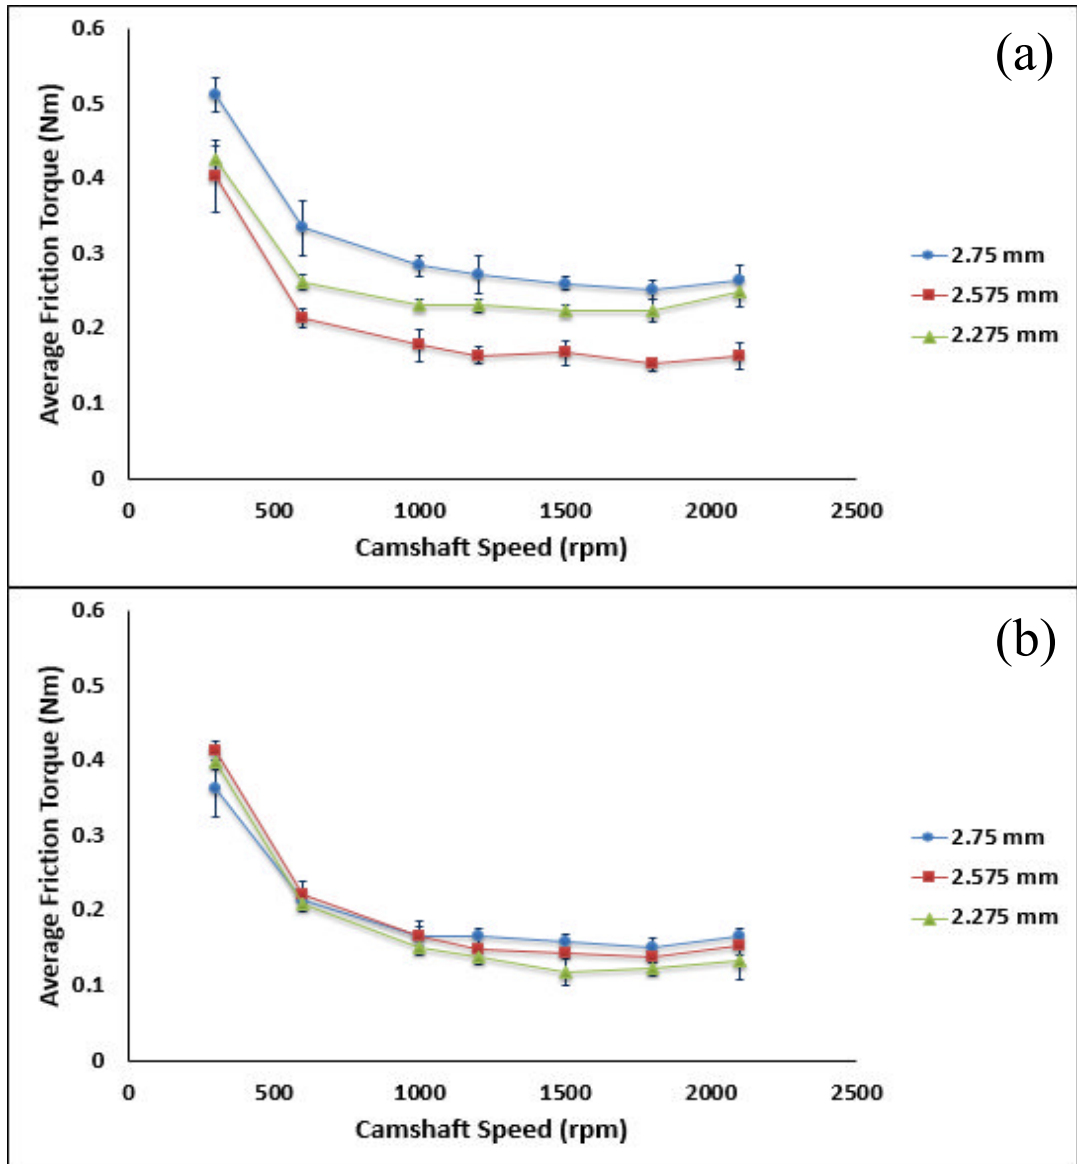 (a)
Average Friction Torque (Nm)
0.6
0.5
0.4
0.3
0.2
0.1
0
0 500 1000 1500 2000 2500
Camshaft Speed (rpm)
2.75 mm
2.575 mm
2.275 mm
(b)
Average Friction Torque (Nm)
0.6
0.5
0.4
0.3
0.2
0.1
0
0 500 1000 1500 2000 2500
Camshaft Speed (rpm)
2.75 mm
2.575 mm
2.275 mm